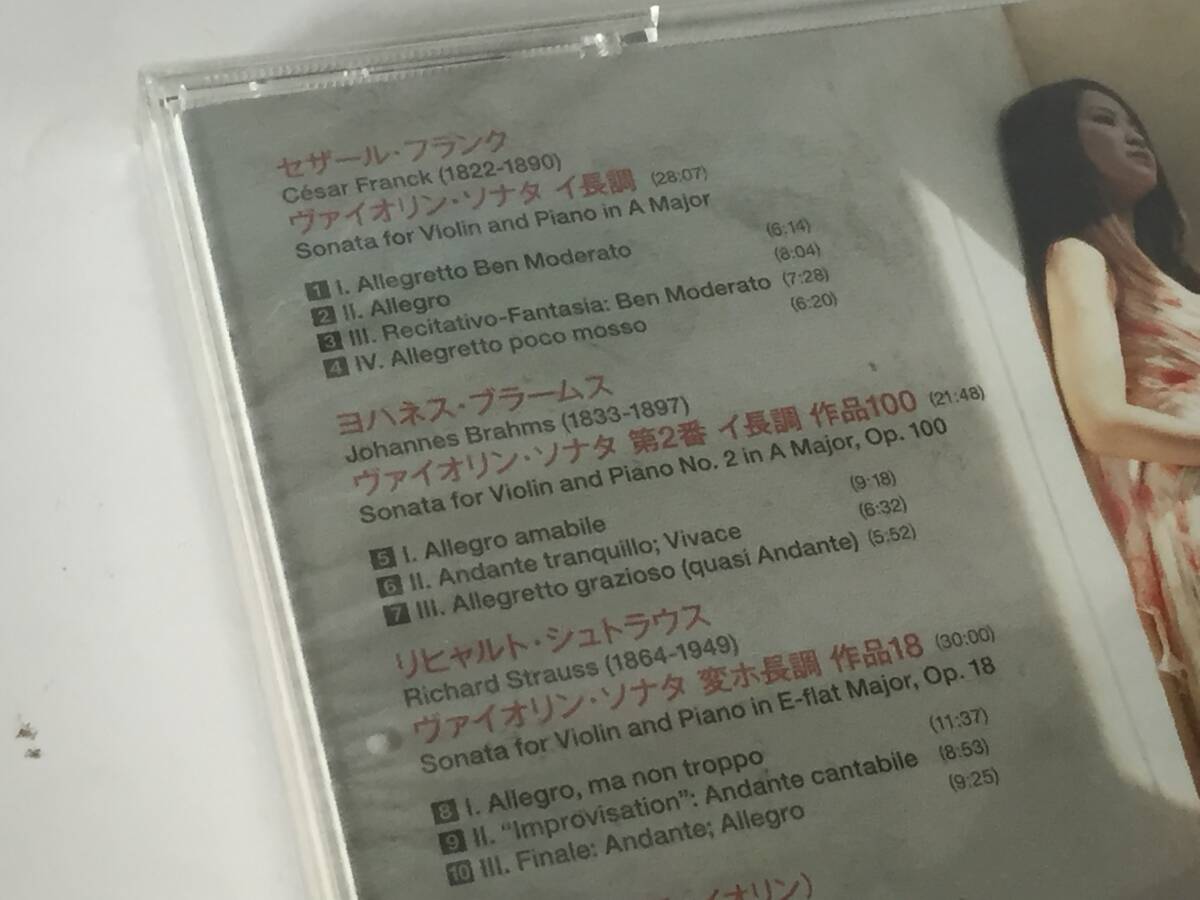 セザール・フランク
César Franck (1822-1890)
ヴァイオリン・ソナタ イ長調 (28:07)
Sonata for Violin and Piano in A Major
1 I. Allegretto Ben Moderato (6:14)
2 II. Allegro (8:04)
3 III. Recitativo-Fantasia: Ben Moderato (7:28)
4 IV. Allegretto poco mosso (6:20)
ヨハネス・ブラームス
Johannes Brahms (1833-1897)
ヴァイオリン・ソナタ 第2番 イ長調 作品100 (21:48)
Sonata for Violin and Piano No. 2 in A Major, Op. 100
5 I. Allegro amabile (9:18)
6 II. Andante tranquillo; Vivace (6:32)
7 III. Allegretto grazioso (quasi Andante) (5:52)
リヒャルト・シュトラウス
Richard Strauss (1864-1949)
ヴァイオリン・ソナタ 変ホ長調 作品18 (30:00)
Sonata for Violin and Piano in E-flat Major, Op. 18
8 I. Allegro, ma non troppo (11:37)
9 II. “Improvisation”: Andante cantabile (8:53)
10 III. Finale: Andante; Allegro (9:25)
イオリン)